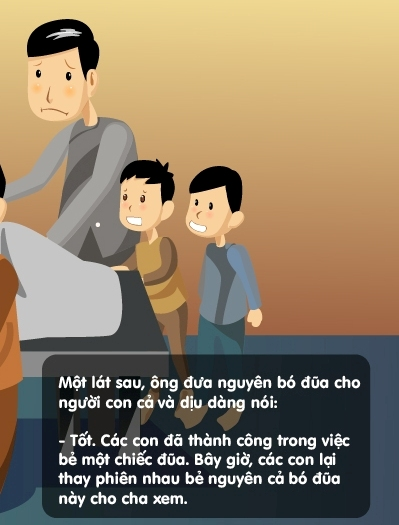 Một lát sau, ông đưa nguyên bó đũa cho
người con cả và dịu dàng nói:
- Tốt. Các con đã thành công trong việc
bẻ một chiếc đũa. Bây giờ, các con lại
thay phiên nhau bẻ nguyên cả bó đũa
này cho cha xem.